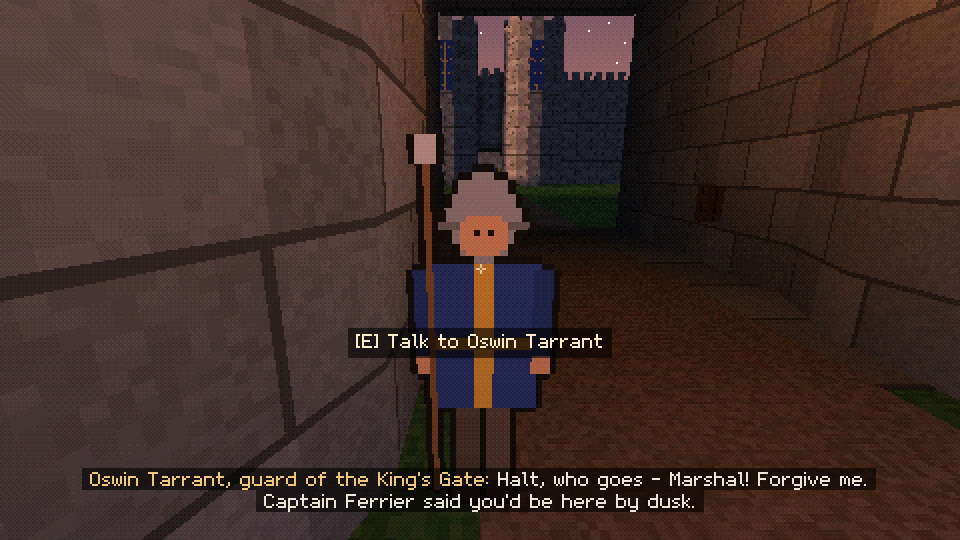 [E] Talk to Oswin Tarrant
Oswin Tarrant, guard of the King's Gate: Halt, who goes - Marshal! Forgive me.
Captain Ferrier said you'd be here by dusk.